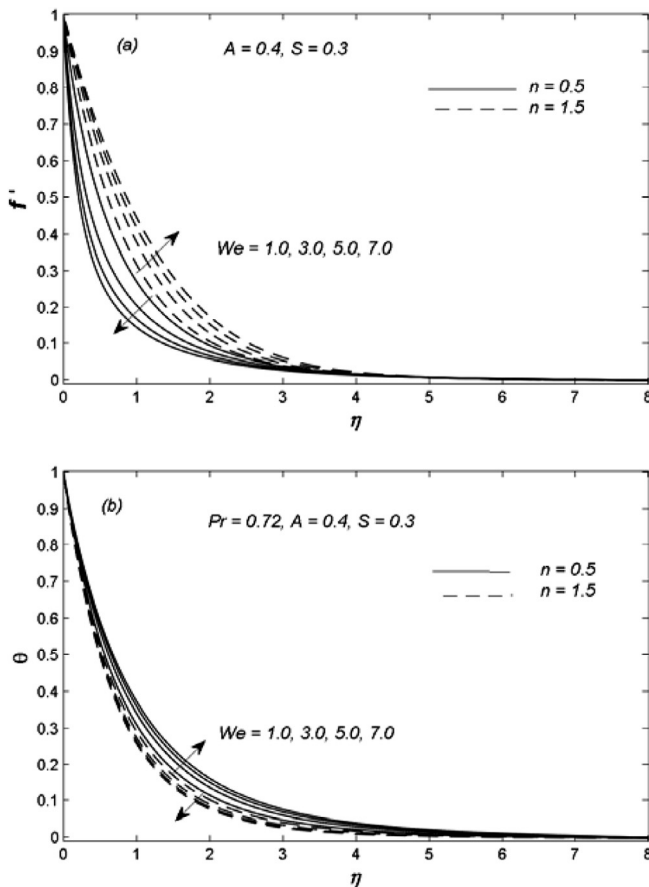 1
0.9
0.8
0.7
0.6
0.5
0.4
0.3
0.2
0.1
0
f '
(a)
A = 0.4, S = 0.3
n = 0.5
n = 1.5
We = 1.0, 3.0, 5.0, 7.0
0 1 2 3 4 5 6 7 8
η
1
0.9
0.8
0.7
0.6
0.5
0.4
0.3
0.2
0.1
0
θ
(b)
Pr = 0.72, A = 0.4, S = 0.3
n = 0.5
n = 1.5
We = 1.0, 3.0, 5.0, 7.0
0 1 2 3 4 5 6 7 8
η